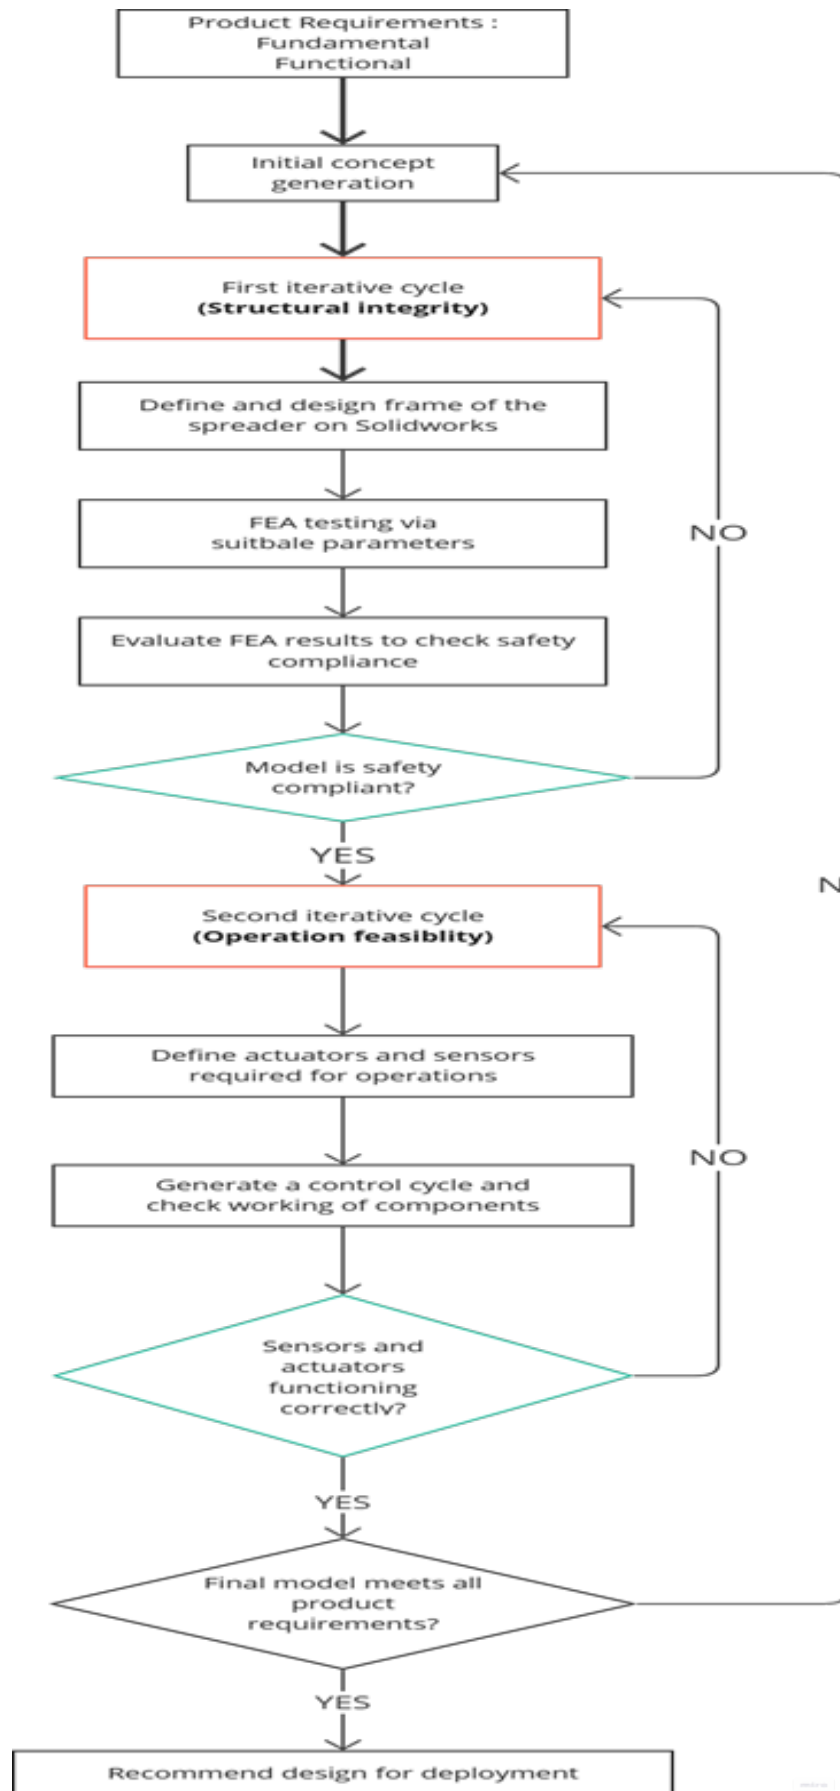 Product Requirements :
Fundamental
Functional
Initial concept
generation
First iterative cycle
(Structural integrity)
Define and design frame of the
spreader on Solidworks
FEA testing via
suitbale parameters
NO
Evaluate FEA results to check safety
compliance
Model is safety
compliant?
YES
N
Second iterative cycle
(Operation feasiblity)
Define actuators and sensors
required for operations
NO
Generate a control cycle and
check working of components
Sensors and
actuators
functioning
correctly?
YES
Final model meets all
product
requirements?
YES
Recommend design for deployment